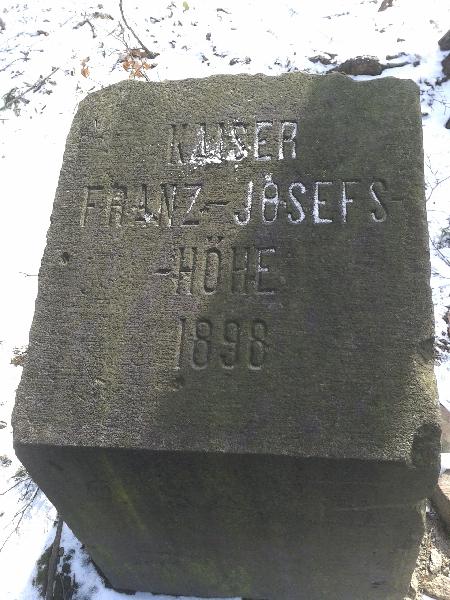 KAISER
FRANZ-JOSEFS-
-HÖHE
1898